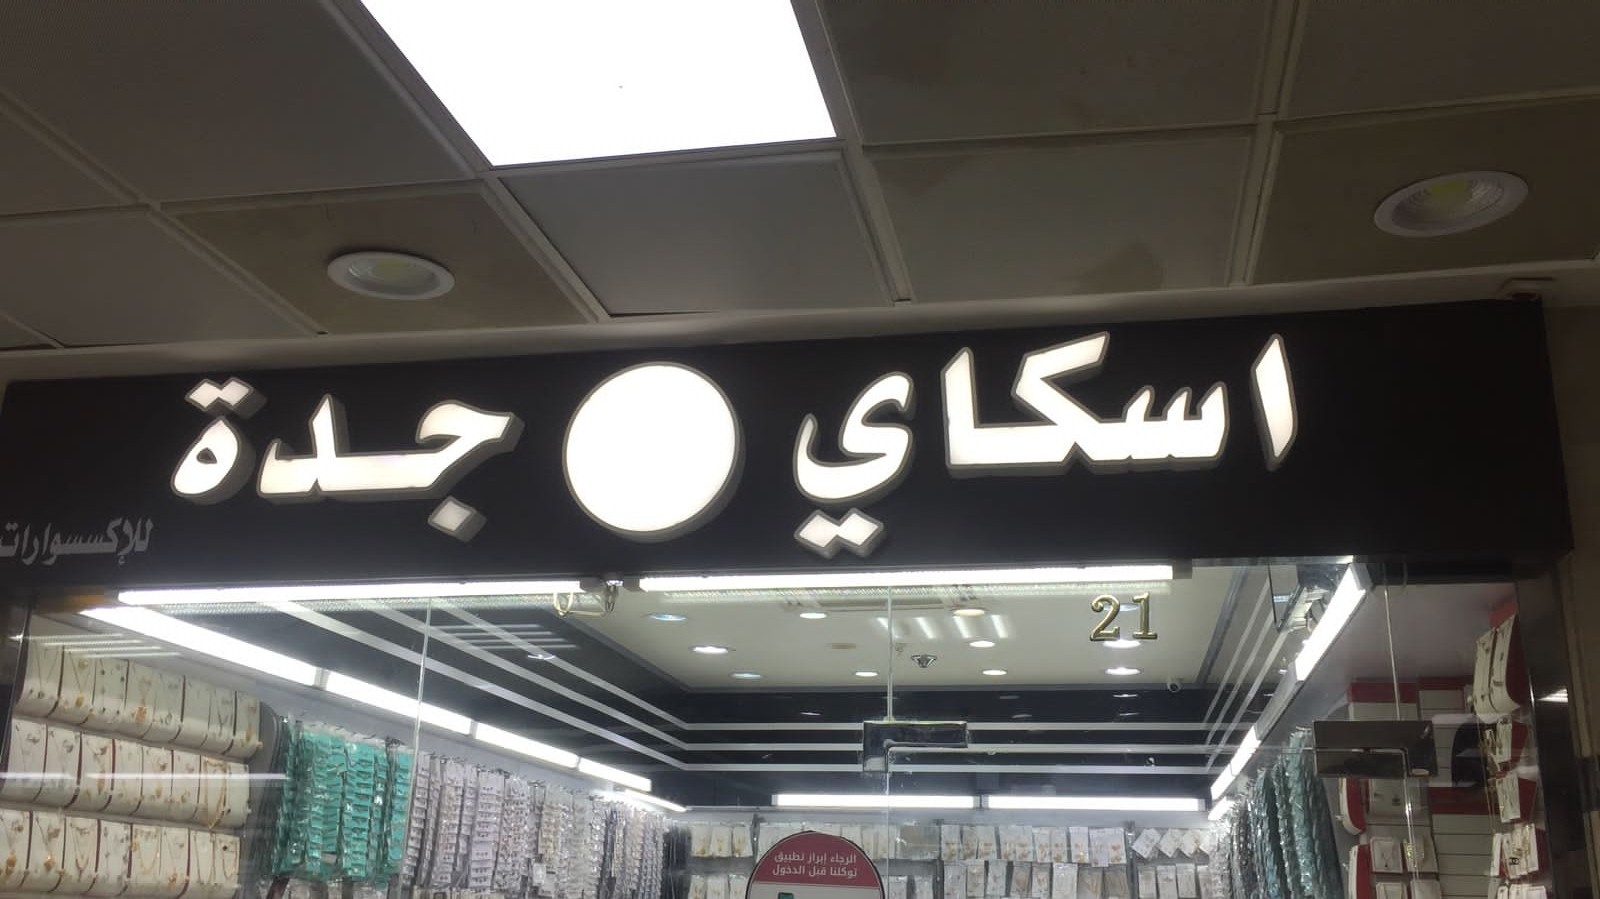 اسكاي جدة
للإكسسوارات
21
الرجاء إبراز تطبيق
توكلنا قبل الدخول